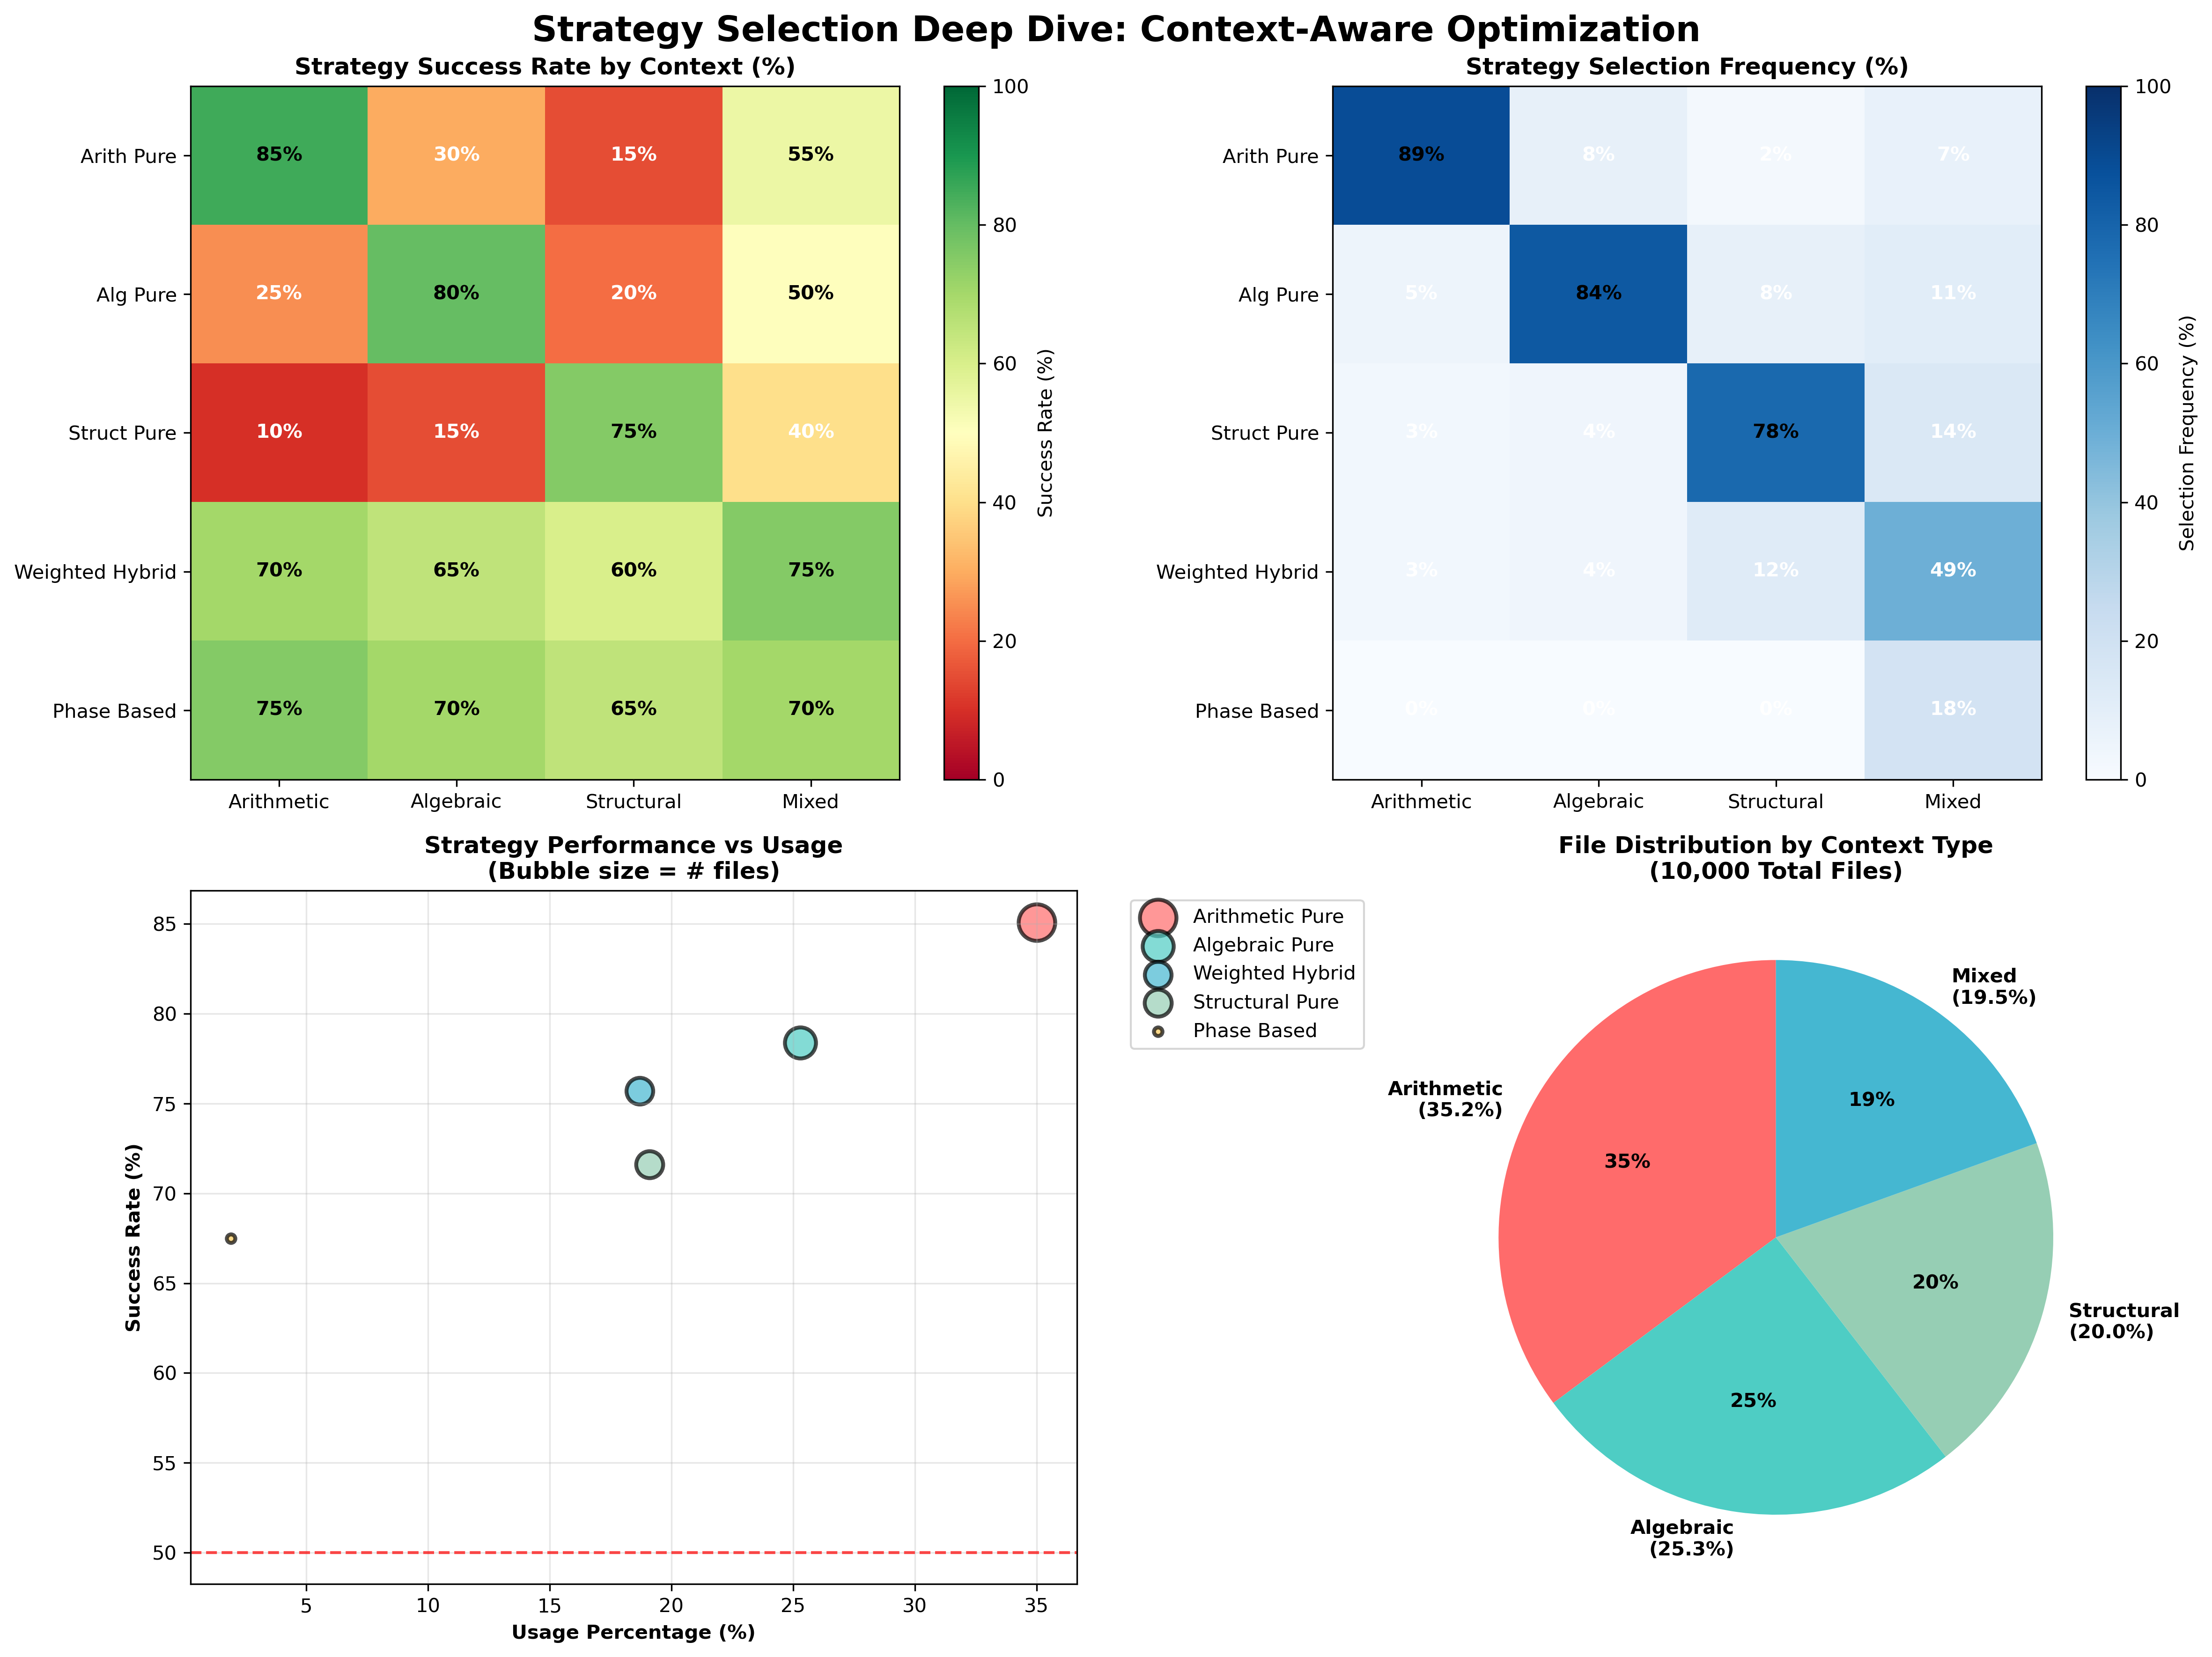 Strategy Selection Deep Dive: Context-Aware Optimization
Strategy Success Rate by Context (%)
Arith Pure 85% 30% 15% 55%
Alg Pure 25% 80% 20% 50%
Struct Pure 10% 15% 75% 40%
Weighted Hybrid 70% 65% 60% 75%
Phase Based 75% 70% 65% 70%
Arithmetic Algebraic Structural Mixed
100
80
60
40
20
0
Success Rate (%)
Strategy Selection Frequency (%)
Arith Pure 89% 8% 2% 7%
Alg Pure 5% 84% 8% 11%
Struct Pure 3% 4% 78% 14%
Weighted Hybrid 3% 4% 12% 49%
Phase Based 0% 0% 0% 18%
Arithmetic Algebraic Structural Mixed
100
80
60
40
20
0
Selection Frequency (%)
Strategy Performance vs Usage
(Bubble size = # files)
Success Rate (%)
85
80
75
70
65
60
55
50
5 10 15 20 25 30 35
Usage Percentage (%)
Arithmetic Pure
Algebraic Pure
Weighted Hybrid
Structural Pure
Phase Based
File Distribution by Context Type
(10,000 Total Files)
Mixed
(19.5%)
19%
Arithmetic
(35.2%)
35%
20%
Structural
(20.0%)
25%
Algebraic
(25.3%)